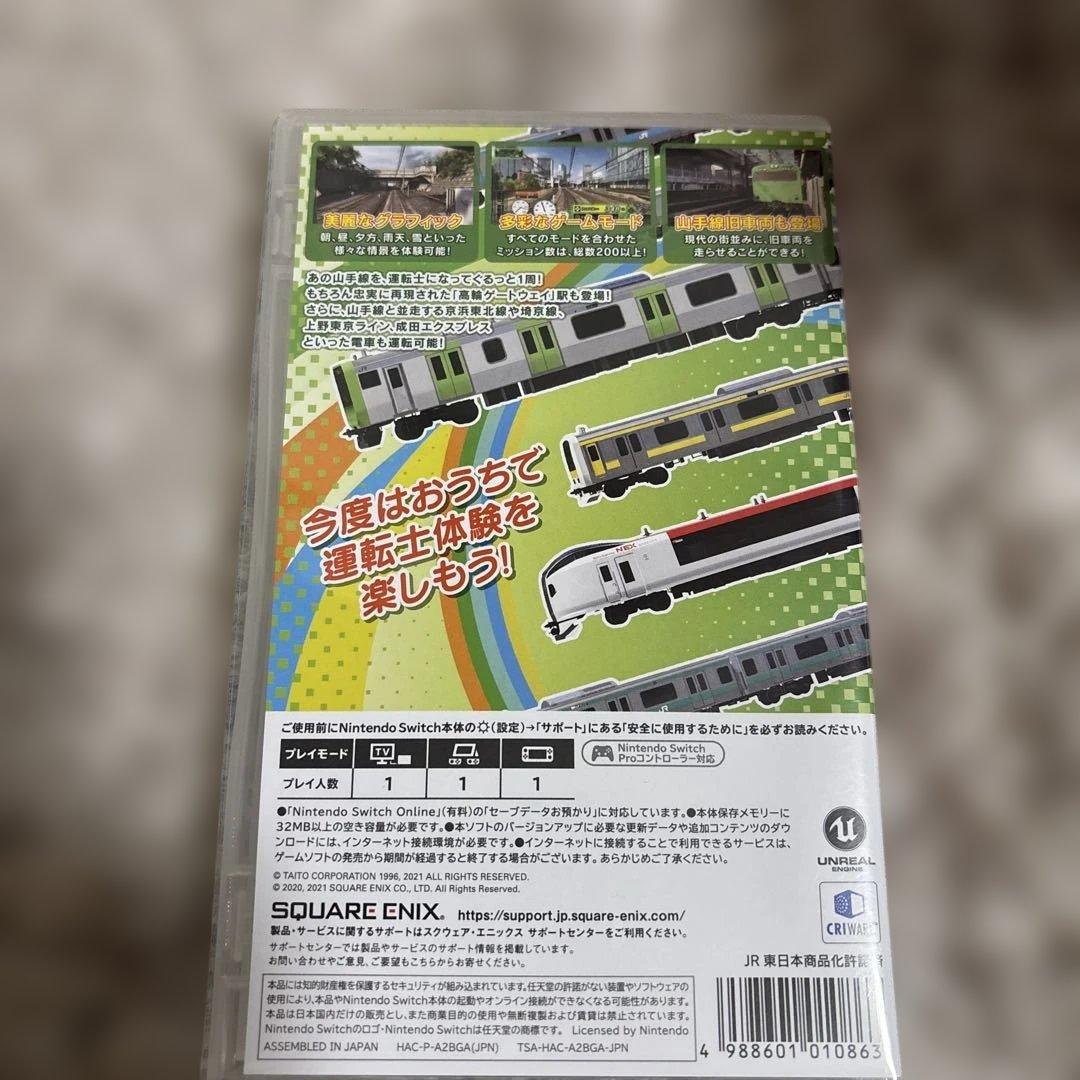 美麗なグラフィック
朝、昼、夕方、雨天、雪といった
様々な情景を体験可能!
多彩なゲームモード
すべてのモードを合わせた
ミッション数は、総数200以上!
山手線旧車両も登場
現代の街並みに、旧車両を
走らせることができる!
あの山手線を、運転士になってぐるっと1周!
もちろん忠実に再現された「高輪ゲートウェイ」駅も登場!
さらに、山手線と並走する京浜東北線や埼京線、
上野東京ライン、成田エクスプレス
といった電車も運転可能!
JR
今度はおうちで
運転士体験を
楽しもう!
NEX
JR
ご使用前にNintendo Switch本体の(設定)→「サポート」にある「安全に使用するために」を必ずお読みください。
プレイモード TV
Nintendo Switch
Proコントローラー対応
プレイ人数 1 1 1
●「Nintendo Switch Online」(有料)の「セーブデータお預かり」に対応しています。●本体保存メモリーに
32MB以上の空き容量が必要です。●本ソフトのバージョンアップに必要な更新データや追加コンテンツのダウ
ンロードには、インターネット接続環境が必要です。●インターネットに接続することで利用できるサービスは、
ゲームソフトの発売から期間が経過すると終了する場合がございます。あらかじめご了承ください。
UNREAL
ENGINE
© TAITO CORPORATION 1996, 2021 ALL RIGHTS RESERVED.
© 2020, 2021 SQUARE ENIX CO., LTD. All Rights Reserved.
CRIWARE
SQUARE ENIX. https://support.jp.square-enix.com/
製品・サービスに関するサポートはスクウェア・エニックス サポートセンターをご利用ください。
サポートセンターでは製品やサービスのサポート情報を掲載しています。
お問い合わせやご意見、ご要望もこちらからお寄せください。
JR東日本商品化許諾済
本品には知的財産権を保護するセキュリティが組み込まれています。任天堂の許諾がない装置やソフトウェアの
使用により、本品やNintendo Switch本体の起動やオンライン接続ができなくなる可能性があります。
本品は日本国内だけの販売とし、また商業目的の使用や無断複製および賃貸は禁止されています。
Nintendo Switchのロゴ・Nintendo Switchは任天堂の商標です。 Licensed by Nintendo
ASSEMBLED IN JAPAN HAC-P-A2BGA(JPN) TSA-HAC-A2BGA-JPN
4 988601 010863